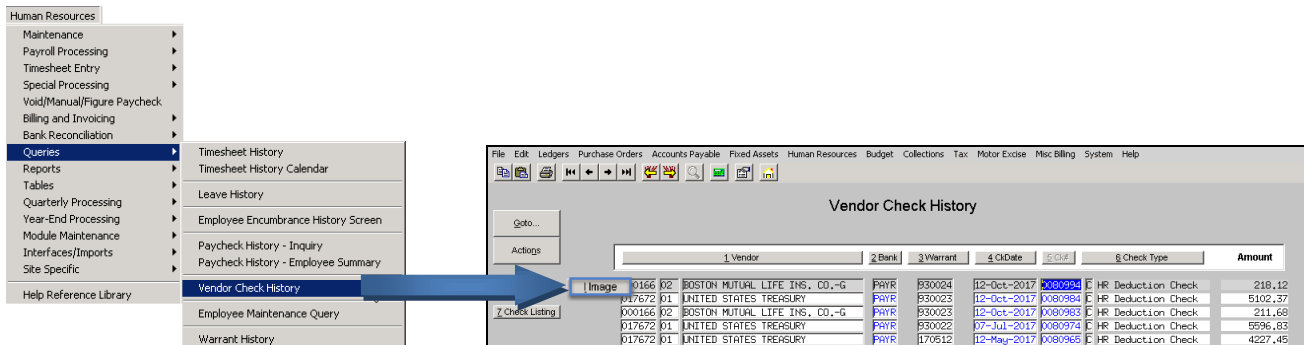 Human Resources
Maintenance
Payroll Processing
Timesheet Entry
Special Processing
Void/Manual/Figure Paycheck
Billing and Invoicing
Bank Reconciliation
Queries
Reports
Tables
Quarterly Processing
Year-End Processing
Module Maintenance
Interfaces/Imports
Site Specific
Help Reference Library
Timesheet History
Timesheet History Calendar
Leave History
Employee Encumbrance History Screen
Paycheck History - Inquiry
Paycheck History - Employee Summary
Vendor Check History
Employee Maintenance Query
Warrant History
File Edit Ledgers Purchase Orders Accounts Payable Fixed Assets Human Resources Budget Collections Tax Motor Excise Misc Billing System Help
Vendor Check History
Goto...
Actions
1 Vendor 2 Bank 3 Warrant 4 CkDate 5 Ck# 6 Check Type Amount
Image 000166 02 BOSTON MUTUAL LIFE INS, CO.-G PAYR 930024 12-Oct-2017 0080994 C HR Deduction Check 218.12
017672 01 UNITED STATES TREASURY PAYR 930023 12-Oct-2017 0080984 C HR Deduction Check 5102.37
7 Check Listing 000166 02 BOSTON MUTUAL LIFE INS, CO.-G PAYR 930023 12-Oct-2017 0080983 C HR Deduction Check 211.68
017672 01 UNITED STATES TREASURY PAYR 930022 07-Jul-2017 0080974 C HR Deduction Check 5596.83
017672 01 UNITED STATES TREASURY PAYR 170512 12-May-2017 0080965 C HR Deduction Check 4227.45